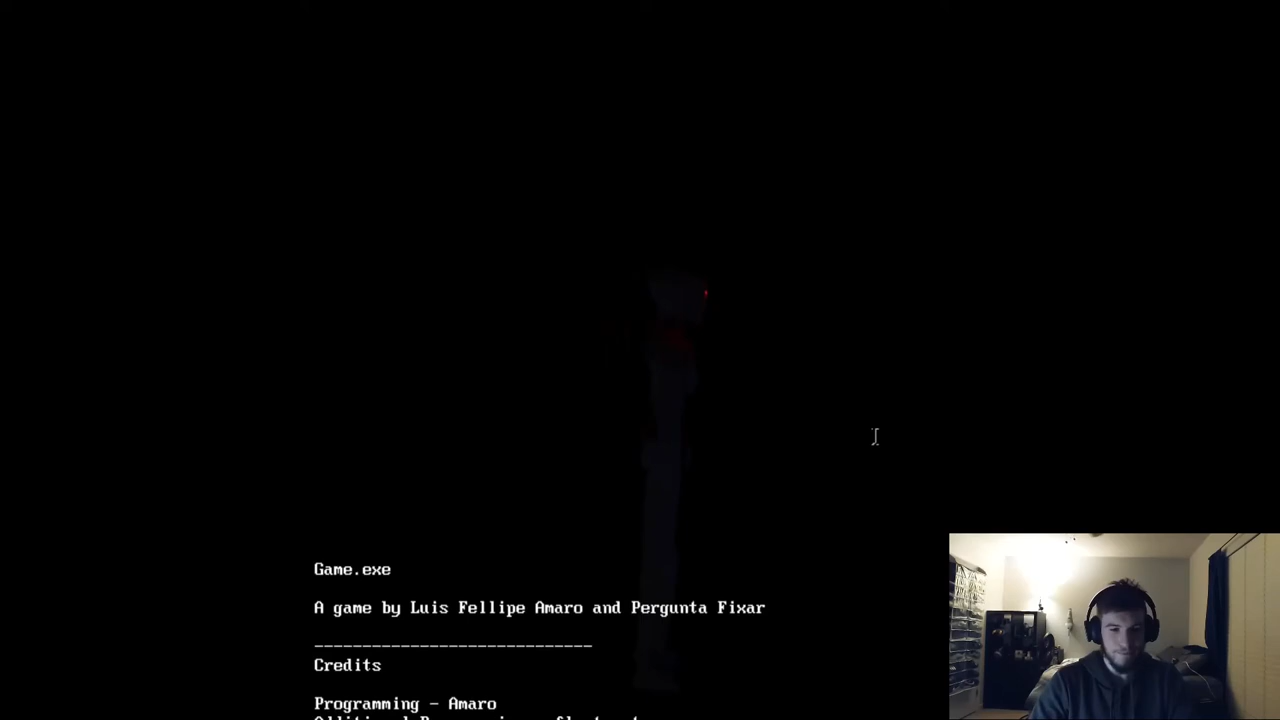 Game.exe
A game by Luis Fellipe Amaro and Pergunta Fixar
-----------------------------
Credits
Programming - Amaro